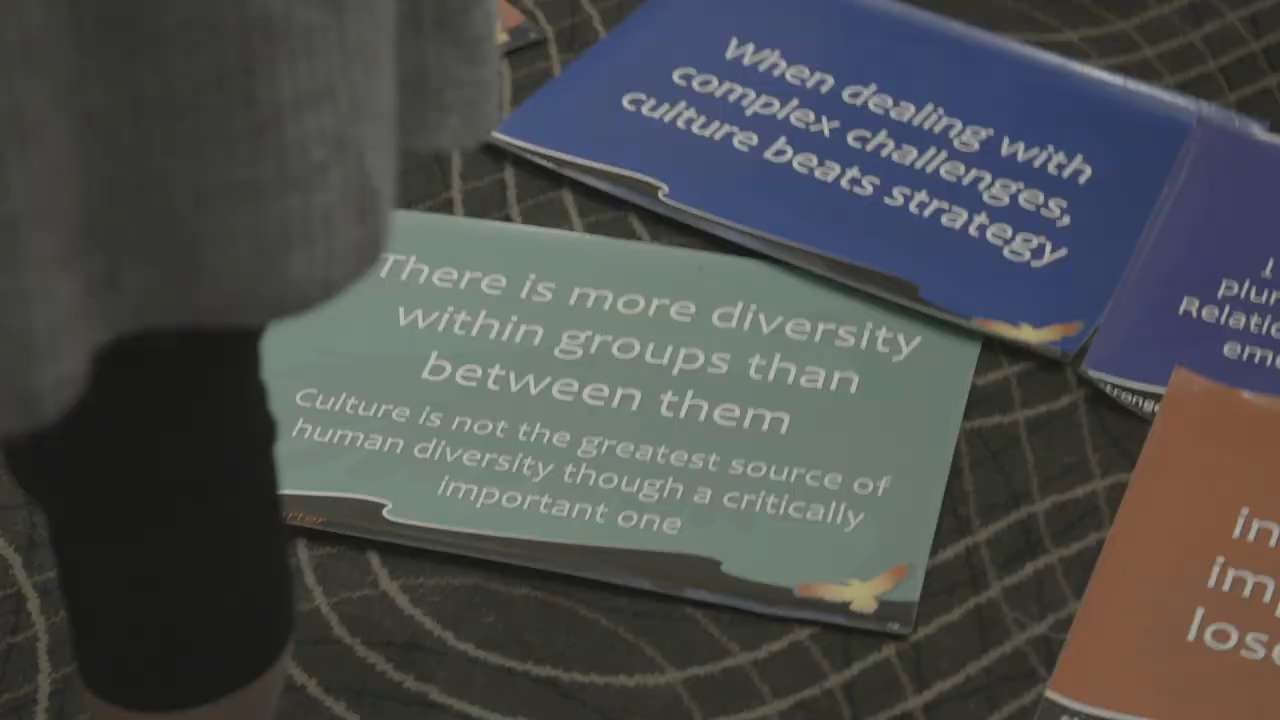 When dealing with
complex challenges,
culture beats strategy
There is more diversity
within groups than
between them
Culture is not the greatest source of
human diversity though a critically
important one